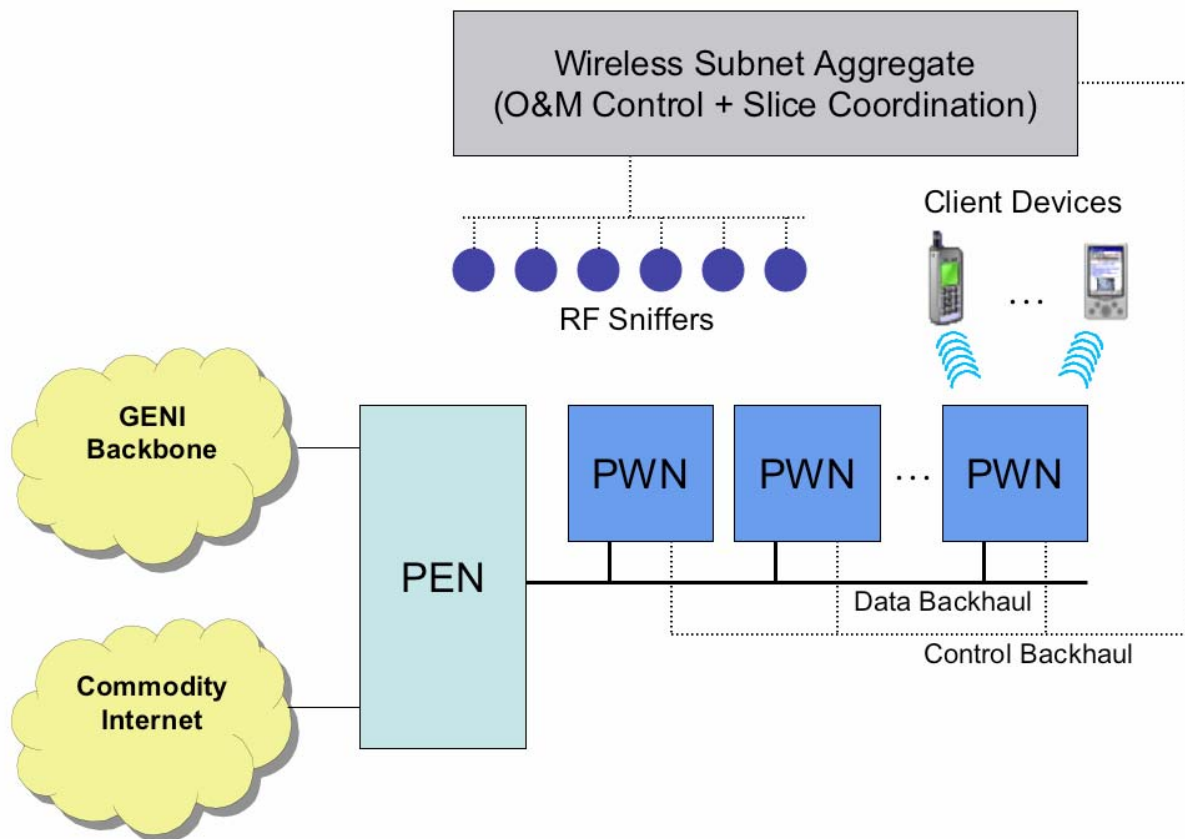 Wireless Subnet Aggregate
(O&M Control + Slice Coordination)
Client Devices
...
RF Sniffers
GENI
Backbone
PEN
PWN
PWN
...
PWN
Data Backhaul
Control Backhaul
Commodity
Internet